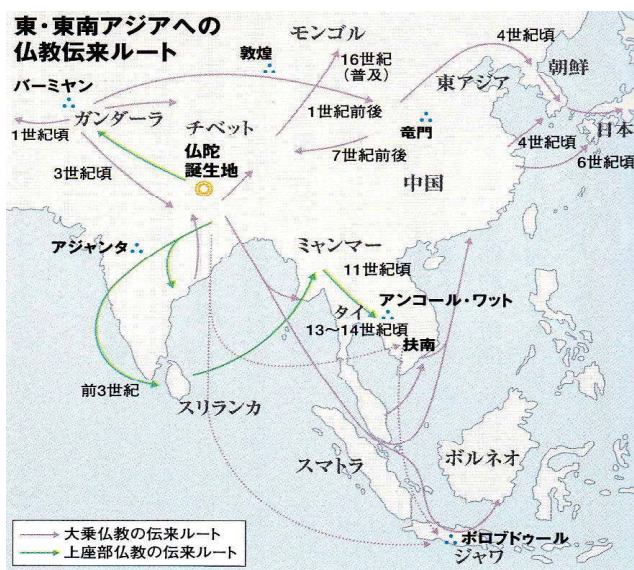 東・東南アジアへの
仏教伝来ルート
モンゴル
4世紀頃
敦煌
16世紀
(普及)
朝鮮
東アジア
バーミヤン
ガンダーラ
1世紀前後
1世紀頃
チベット
竜門
日本
仏陀
誕生地
7世紀前後
4世紀頃
3世紀頃
中国
6世紀頃
アジャンタ
ミャンマー
11世紀頃
アンコール・ワット
タイ
13〜14世紀頃
扶南
前3世紀
スリランカ
スマトラ
ボルネオ
大乗仏教の伝来ルート
上座部仏教の伝来ルート
ボロブドゥール
ジャワ